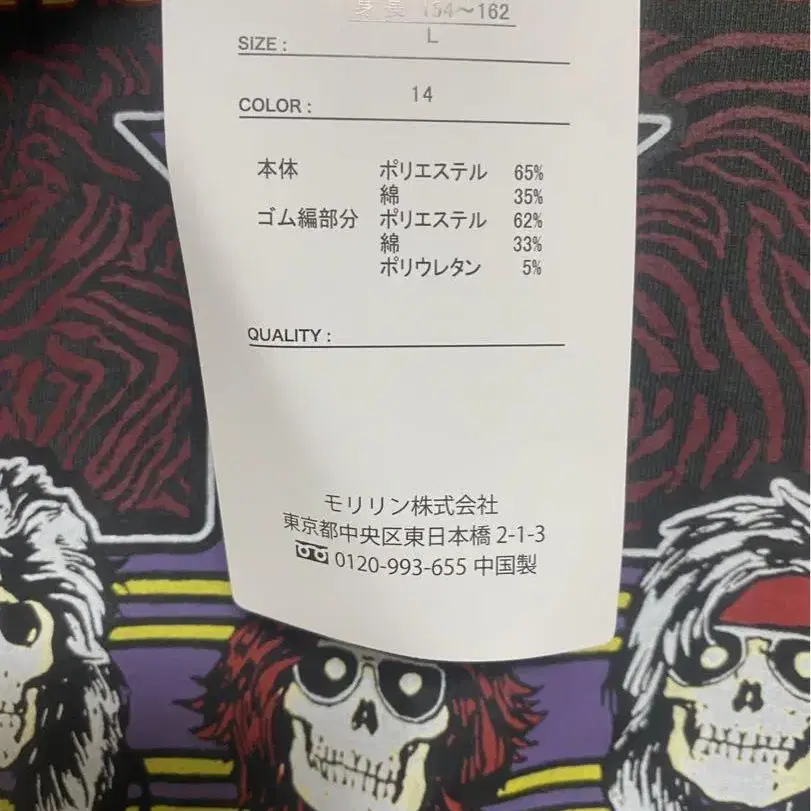 身長 154～162
SIZE : L
COLOR : 14
本体 ポリエステル 65%
綿 35%
ゴム編部分 ポリエステル 62%
綿 33%
ポリウレタン 5%
QUALITY :
モリリン株式会社
東京都中央区東日本橋 2-1-3
0120-993-655 中国製